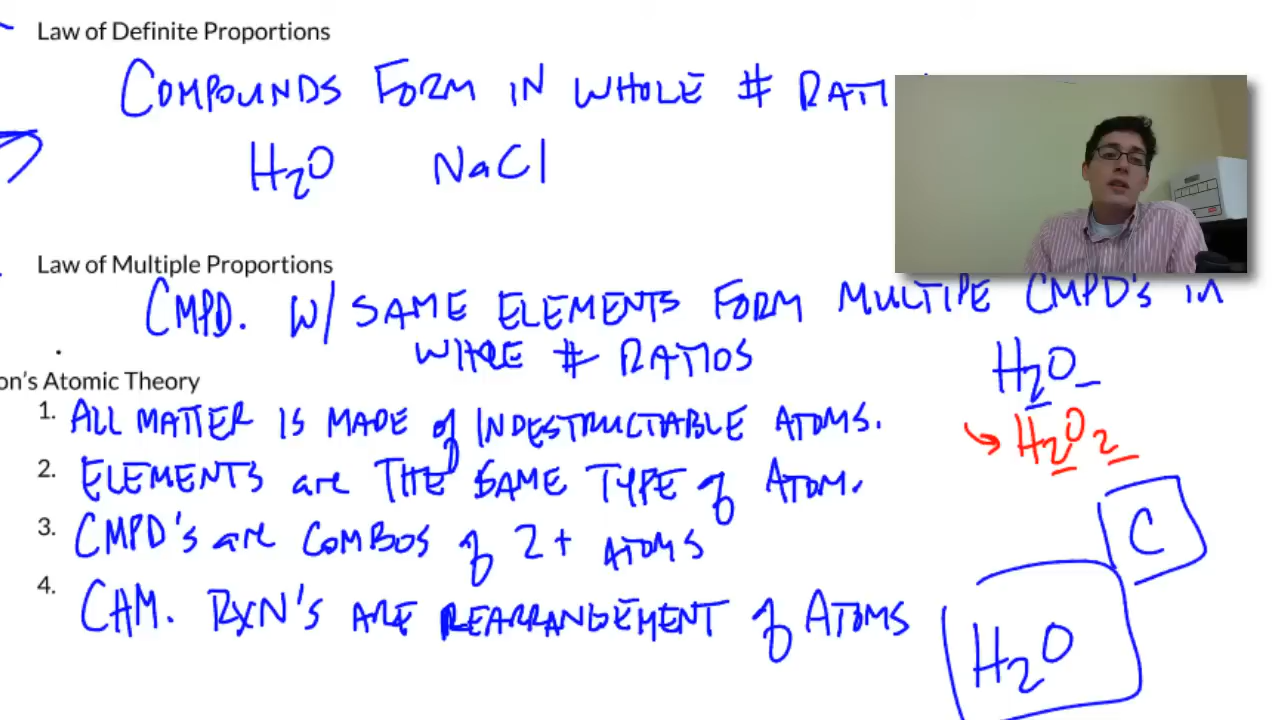 Law of Definite Proportions
COMPOUNDS FORM IN WHOLE # RATI
H2O NaCl
Law of Multiple Proportions
CMPD. W/ SAME ELEMENTS FORM MULTIPE CMPD'S in
WHOLE # RATIOS
H2O
H2O2
on's Atomic Theory
1. ALL MATTER IS MADE of INDESTRUCTABLE ATOMS.
2. ELEMENTS are THE SAME TYPE of ATOM.
3. CMPD's are COMBOS of 2+ ATOMS
C
4. CHM. RXN's ARE REARRANGEMENT of ATOMS
H2O